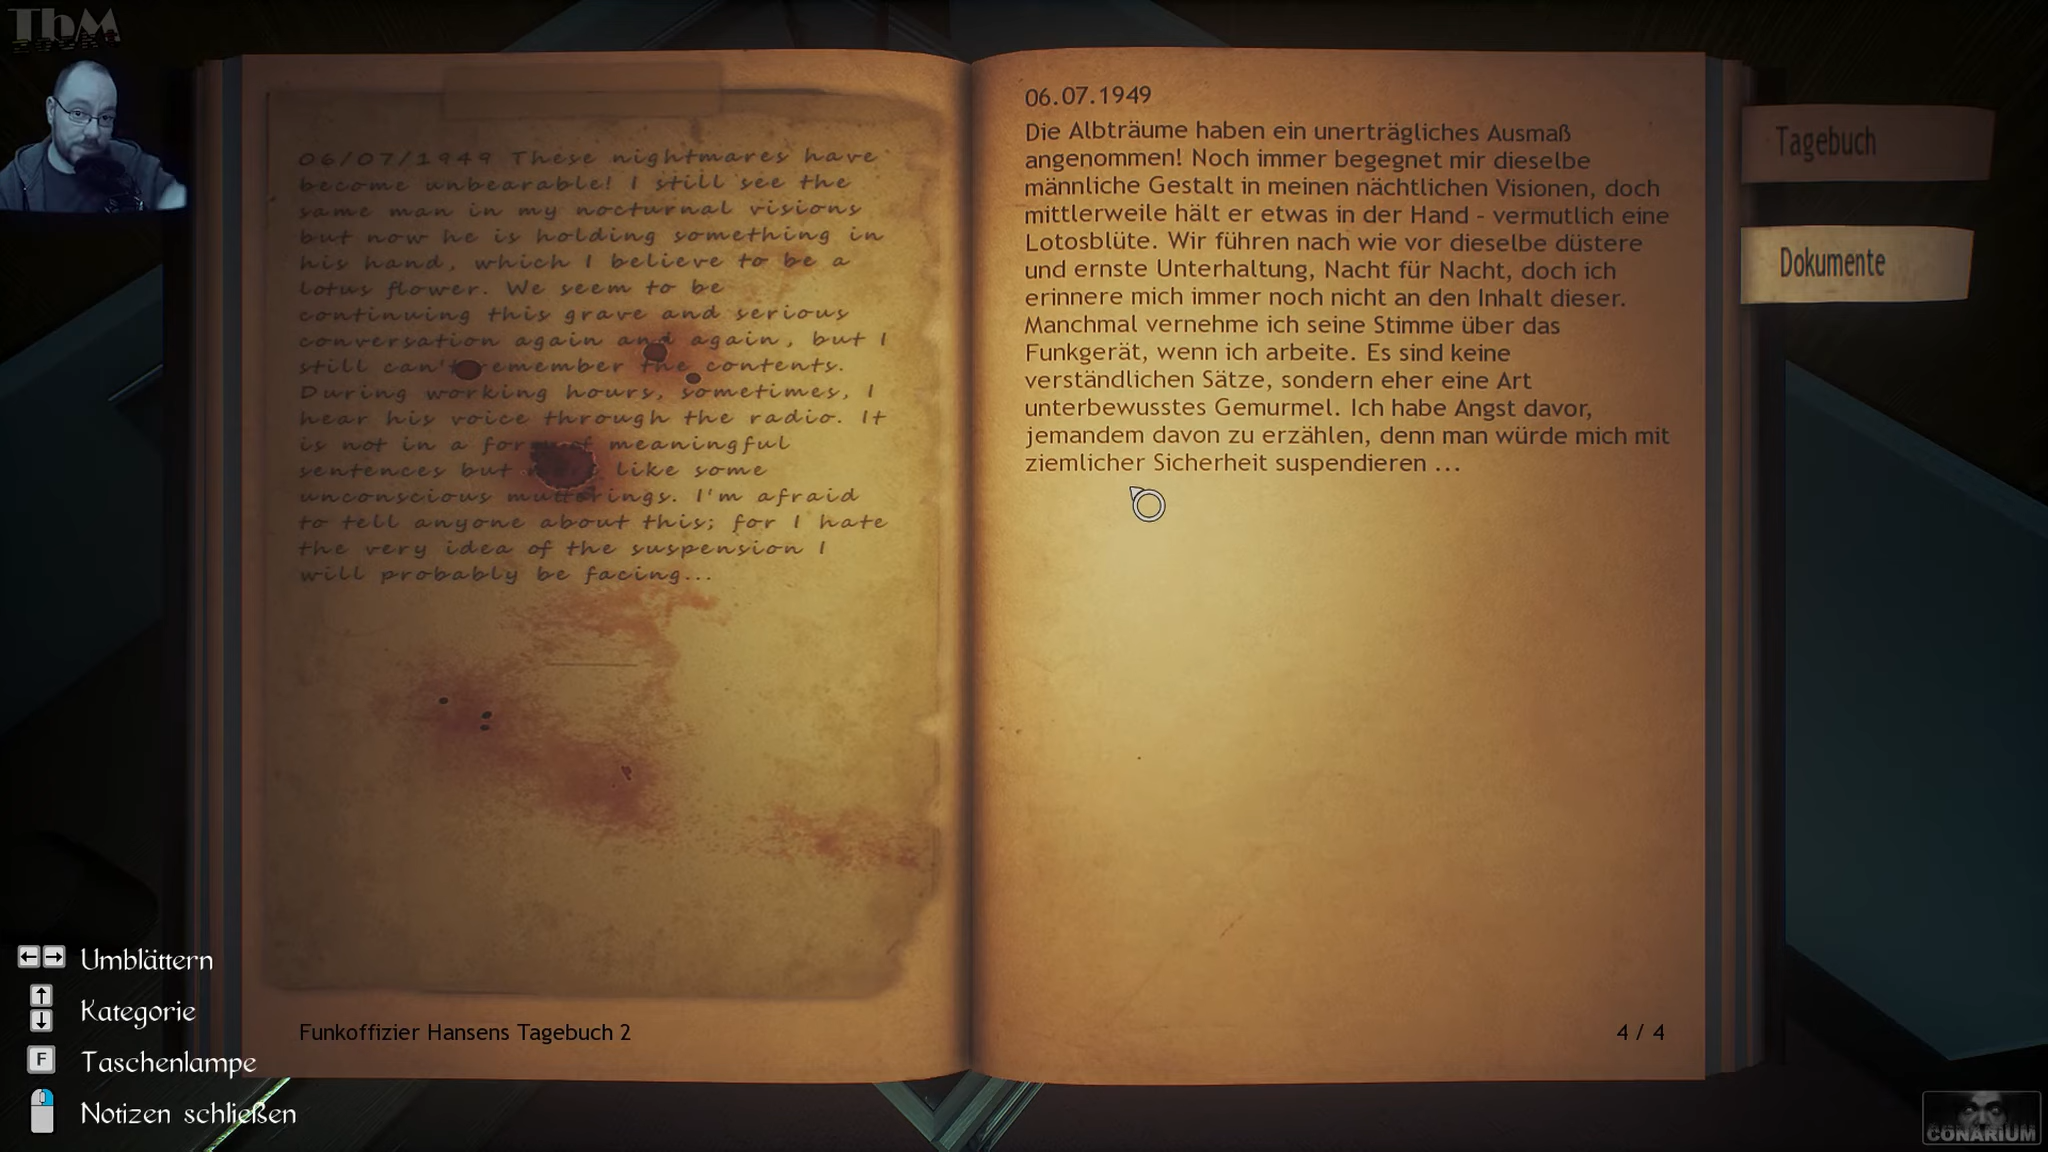 TbM
06/07/1949 These nightmares have
become unbearable! I still see the
same man in my nocturnal visions
but now he is holding something in
his hand, which I believe to be a
lotus flower. We seem to be
continuing this grave and serious
conversation again and again, but I
still can't remember the contents.
During working hours, sometimes, I
hear his voice through the radio. It
is not in a form of meaningful
sentences but like some
unconscious mutterings. I'm afraid
to tell anyone about this; for I hate
the very idea of the suspension I
will probably be facing...
Funkoffizier Hansens Tagebuch 2
06.07.1949
Die Albträume haben ein unerträgliches Ausmaß
angenommen! Noch immer begegnet mir dieselbe
männliche Gestalt in meinen nächtlichen Visionen, doch
mittlerweile hält er etwas in der Hand - vermutlich eine
Lotosblüte. Wir führen nach wie vor dieselbe düstere
und ernste Unterhaltung, Nacht für Nacht, doch ich
erinnere mich immer noch nicht an den Inhalt dieser.
Manchmal vernehme ich seine Stimme über das
Funkgerät, wenn ich arbeite. Es sind keine
verständlichen Sätze, sondern eher eine Art
unterbewusstes Gemurmel. Ich habe Angst davor,
jemandem davon zu erzählen, denn man würde mich mit
ziemlicher Sicherheit suspendieren ...
4 / 4
Tagebuch
Dokumente
Umblättern
Kategorie
F Taschenlampe
Notizen schließen
CONARIUM